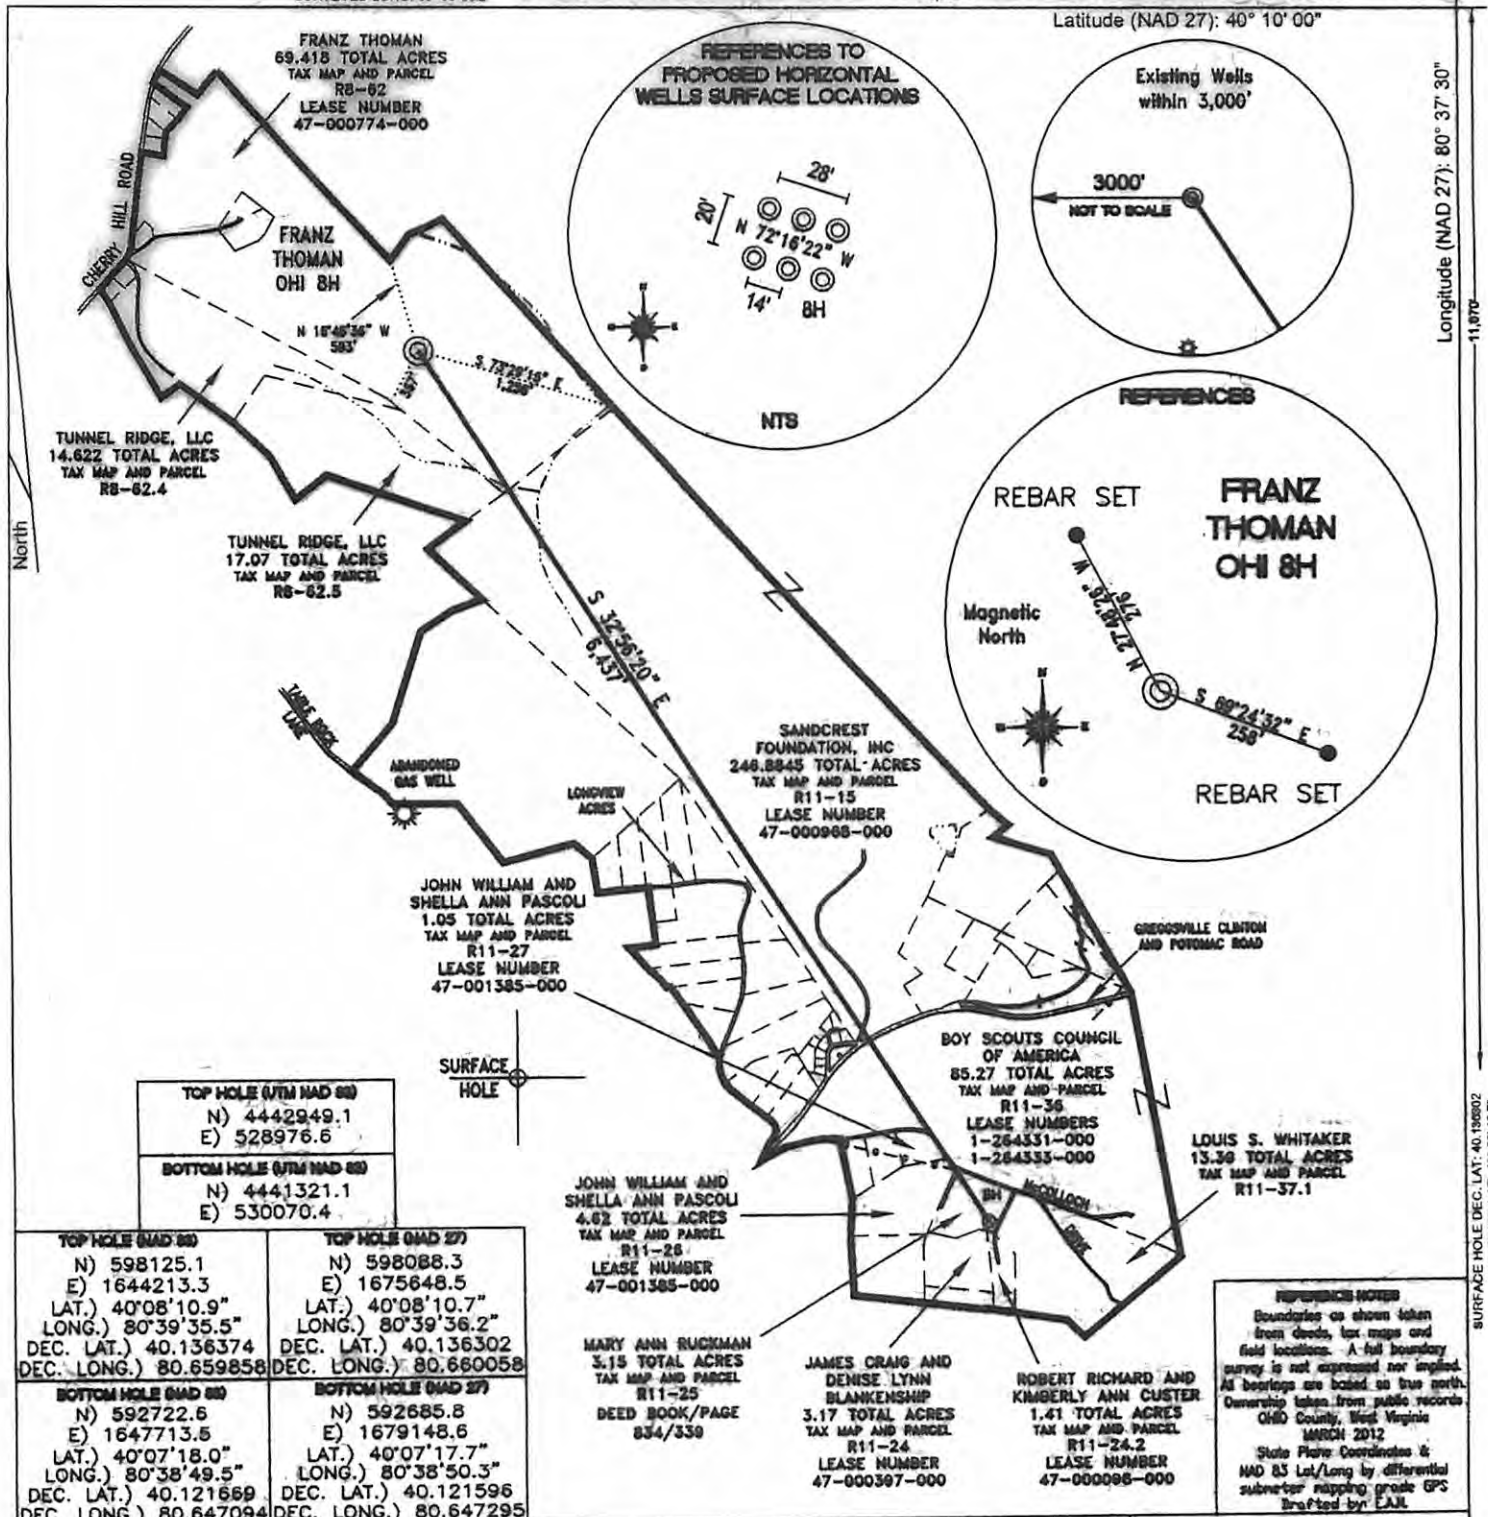 Latitude (NAD 27): 40° 10' 00"
Longitude (NAD 27): 80° 37' 30"
11,670'
FRANZ THOMAN
69.418 TOTAL ACRES
TAX MAP AND PARCEL
R8-62
LEASE NUMBER
47-000774-000
REFERENCES TO
PROPOSED HORIZONTAL
WELLS SURFACE LOCATIONS
28'
20'
N 72°16'22" W
14'
8H
NTS
Existing Wells
within 3,000'
3000'
NOT TO SCALE
CHERRY HILL ROAD
FRANZ
THOMAN
OHI 8H
593'
TUNNEL RIDGE, LLC
14.622 TOTAL ACRES
TAX MAP AND PARCEL
R8-62.4
TUNNEL RIDGE, LLC
17.07 TOTAL ACRES
TAX MAP AND PARCEL
R8-62.5
North
S 32°56'20" E
6,437'
REFERENCES
REBAR SET
FRANZ
THOMAN
OHI 8H
276'
Magnetic
North
S 69°24'32" E
258'
REBAR SET
TABLE ROCK
LANE
ABANDONED
GAS WELL
LONGVIEW
ACRES
SANDCREST
FOUNDATION, INC
246.8845 TOTAL ACRES
TAX MAP AND PARCEL
R11-15
LEASE NUMBER
47-000968-000
JOHN WILLIAM AND
SHELLA ANN PASCOLI
1.05 TOTAL ACRES
TAX MAP AND PARCEL
R11-27
LEASE NUMBER
47-001385-000
GREGGSVILLE CLINTON
AND POTOMAC ROAD
SURFACE
HOLE
BOY SCOUTS COUNCIL
OF AMERICA
85.27 TOTAL ACRES
TAX MAP AND PARCEL
R11-36
LEASE NUMBERS
1-264331-000
1-264333-000
LOUIS S. WHITAKER
13.39 TOTAL ACRES
TAX MAP AND PARCEL
R11-37.1
McCOLLOCH
DRIVE
BH
SURFACE HOLE DEC. LAT: 40.136302
JOHN WILLIAM AND
SHELLA ANN PASCOLI
4.62 TOTAL ACRES
TAX MAP AND PARCEL
R11-26
LEASE NUMBER
47-001385-000
MARY ANN RUCKMAN
3.15 TOTAL ACRES
TAX MAP AND PARCEL
R11-25
DEED BOOK/PAGE
834/339
JAMES CRAIG AND
DENISE LYNN
BLANKENSHIP
3.17 TOTAL ACRES
TAX MAP AND PARCEL
R11-24
LEASE NUMBER
47-000397-000
ROBERT RICHARD AND
KIMBERLY ANN CUSTER
1.41 TOTAL ACRES
TAX MAP AND PARCEL
R11-24.2
LEASE NUMBER
47-000096-000
TOP HOLE (UTM NAD 83)
N) 4442949.1
E) 528976.6
BOTTOM HOLE (UTM NAD 83)
N) 4441321.1
E) 530070.4
TOP HOLE (NAD 83)
N) 598125.1
E) 1644213.3
LAT.) 40°08'10.9"
LONG.) 80°39'35.5"
DEC. LAT.) 40.136374
DEC. LONG.) 80.659858
TOP HOLE (NAD 27)
N) 598088.3
E) 1675648.5
LAT.) 40°08'10.7"
LONG.) 80°39'36.2"
DEC. LAT.) 40.136302
DEC. LONG.) 80.660058
BOTTOM HOLE (NAD 83)
N) 592722.6
E) 1647713.5
LAT.) 40°07'18.0"
LONG.) 80°38'49.5"
DEC. LAT.) 40.121669
DEC. LONG.) 80.647094
BOTTOM HOLE (NAD 27)
N) 592685.8
E) 1679148.6
LAT.) 40°07'17.7"
LONG.) 80°38'50.3"
DEC. LAT.) 40.121596
DEC. LONG.) 80.647295
REFERENCE NOTES
Boundaries as shown taken
from deeds, tax maps and
field locations. A full boundary
survey is not expressed nor implied.
All bearings are based on true north.
Ownership taken from public records
OHIO County, West Virginia
MARCH 2012
State Plane Coordinates &
NAD 83 Lat/Long by differential
submeter mapping grade GPS
Drafted by: EAJL